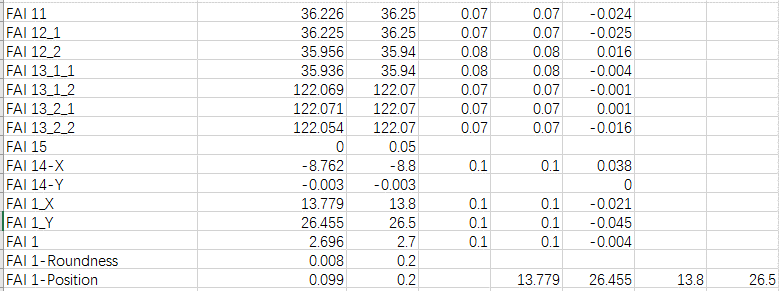 FAI 11 36.226 36.25 0.07 0.07 -0.024
FAI 12_1 36.225 36.25 0.07 0.07 -0.025
FAI 12_2 35.956 35.94 0.08 0.08 0.016
FAI 13_1_1 35.936 35.94 0.08 0.08 -0.004
FAI 13_1_2 122.069 122.07 0.07 0.07 -0.001
FAI 13_2_1 122.071 122.07 0.07 0.07 0.001
FAI 13_2_2 122.054 122.07 0.07 0.07 -0.016
FAI 15 0 0.05
FAI 14-X -8.762 -8.8 0.1 0.1 0.038
FAI 14-Y -0.003 -0.003 0
FAI 1_X 13.779 13.8 0.1 0.1 -0.021
FAI 1_Y 26.455 26.5 0.1 0.1 -0.045
FAI 1 2.696 2.7 0.1 0.1 -0.004
FAI 1-Roundness 0.008 0.2
FAI 1-Position 0.099 0.2 13.779 26.455 13.8 26.5